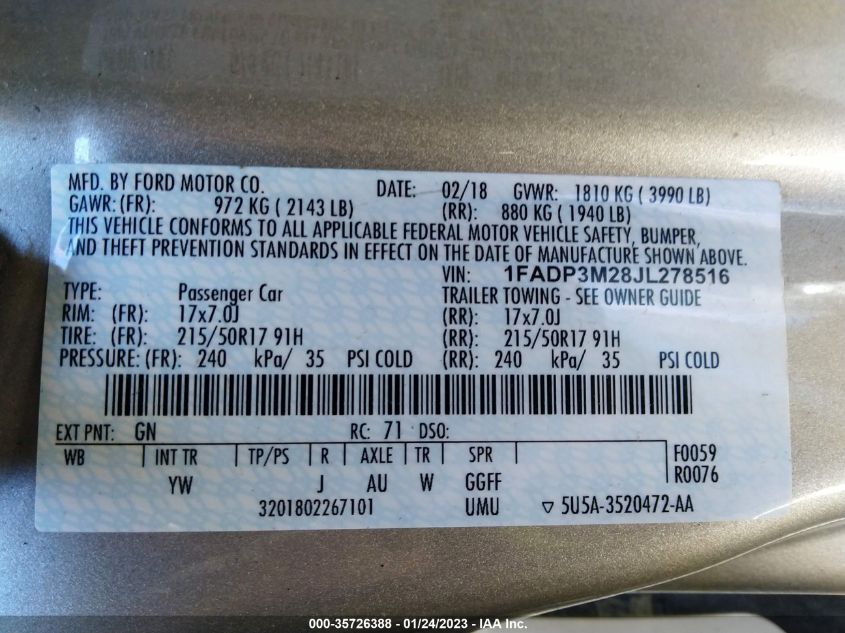 MFD. BY FORD MOTOR CO. DATE: 02/18 GVWR: 1810 KG ( 3990 LB)
GAWR: (FR): 972 KG ( 2143 LB) (RR): 880 KG ( 1940 LB)
THIS VEHICLE CONFORMS TO ALL APPLICABLE FEDERAL MOTOR VEHICLE SAFETY, BUMPER,
AND THEFT PREVENTION STANDARDS IN EFFECT ON THE DATE OF MANUFACTURE SHOWN ABOVE.
VIN: 1FADP3M28JL278516
TYPE: Passenger Car TRAILER TOWING - SEE OWNER GUIDE
RIM: (FR): 17x7.0J (RR): 17x7.0J
TIRE: (FR): 215/50R17 91H (RR): 215/50R17 91H
PRESSURE: (FR): 240 kPa/ 35 PSI COLD (RR): 240 kPa/ 35 PSI COLD
EXT PNT: GN RC: 71 DSO:
WB INT TR TP/PS R AXLE TR SPR F0059
YW J AU W GGFF R0076
3201802267101 UMU ▽ 5U5A-3520472-AA
000-35726388 - 01/24/2023 - IAA Inc.